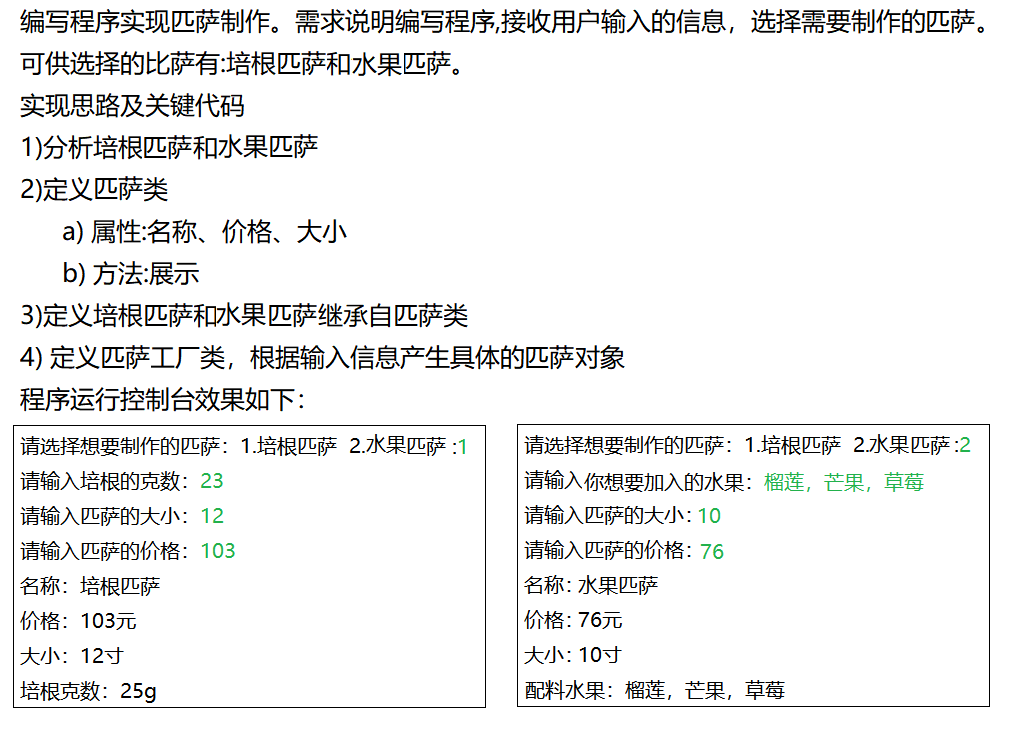 编写程序实现匹萨制作。需求说明编写程序,接收用户输入的信息，选择需要制作的匹萨。
可供选择的比萨有:培根匹萨和水果匹萨。
实现思路及关键代码
1)分析培根匹萨和水果匹萨
2)定义匹萨类
a) 属性:名称、价格、大小
b) 方法:展示
3)定义培根匹萨和水果匹萨继承自匹萨类
4) 定义匹萨工厂类，根据输入信息产生具体的匹萨对象
程序运行控制台效果如下：
请选择想要制作的匹萨：1.培根匹萨 2.水果匹萨 :1
请输入培根的克数：23
请输入匹萨的大小：12
请输入匹萨的价格：103
名称：培根匹萨
价格：103元
大小：12寸
培根克数：25g
请选择想要制作的匹萨：1.培根匹萨 2.水果匹萨 :2
请输入你想要加入的水果：榴莲，芒果，草莓
请输入匹萨的大小：10
请输入匹萨的价格：76
名称：水果匹萨
价格：76元
大小：10寸
配料水果：榴莲，芒果，草莓